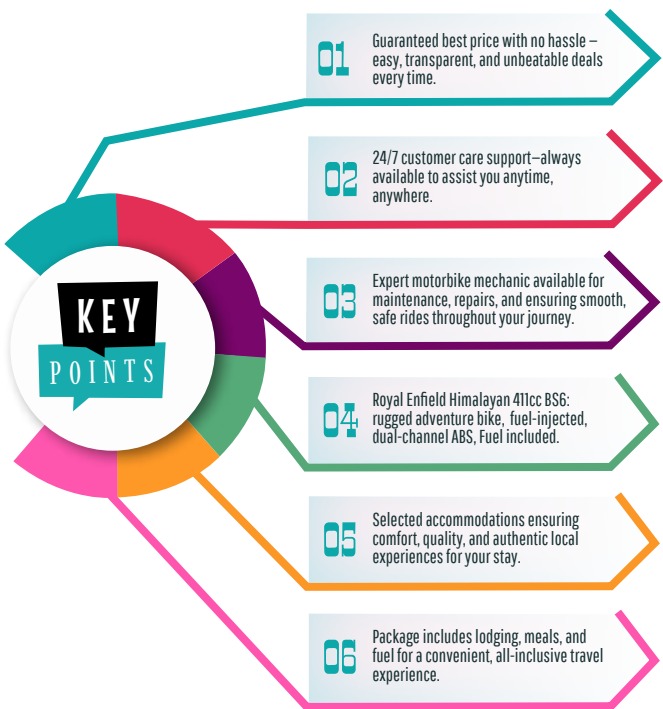 01
Guaranteed best price with no hassle –
easy, transparent, and unbeatable deals
every time.
02
24/7 customer care support–always
available to assist you anytime,
anywhere.
03
Expert motorbike mechanic available for
maintenance, repairs, and ensuring smooth,
safe rides throughout your journey.
KEY
POINTS
04
Royal Enfield Himalayan 411cc BS6:
rugged adventure bike, fuel-injected,
dual-channel ABS, Fuel included.
05
Selected accommodations ensuring
comfort, quality, and authentic local
experiences for your stay.
06
Package includes lodging, meals, and
fuel for a convenient, all-inclusive travel
experience.